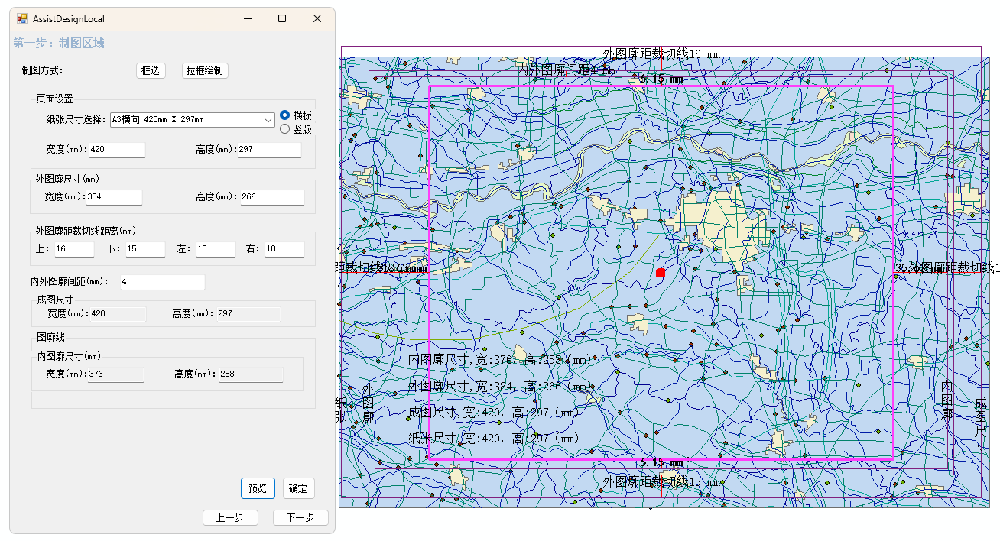 AssistDesignLocal
第一步：制图区域
制图方式：
框选
拉框绘制
页面设置
纸张尺寸选择：
A3横向 420mm X 297mm
横板
竖版
宽度(mm):420
高度(mm):297
外图廓尺寸(mm)
宽度(mm):384
高度(mm): 266
外图廓距裁切线距离(mm)
上: 16
下: 15
左: 18
右: 18
内外图廓间距(mm): 4
成图尺寸
宽度(mm):420
高度(mm): 297
图廓线
内图廓尺寸(mm)
宽度(mm):376
高度(mm): 258
预览
确定
上一步
下一步
外图廓距裁切线16 mm
内外图廓间距4 mm
6.15 mm
距裁切线
外图廓距裁切线1
内图廓尺寸,宽:376, 高:258（mm）
外图廓尺寸,宽:384, 高:266（mm）
成图尺寸,宽:420, 高:297（mm）
纸张尺寸,宽:420, 高:297（mm）
纸张
外图廓
内图廓
成图尺寸
6.15 mm
外图廓距裁切线15 mm